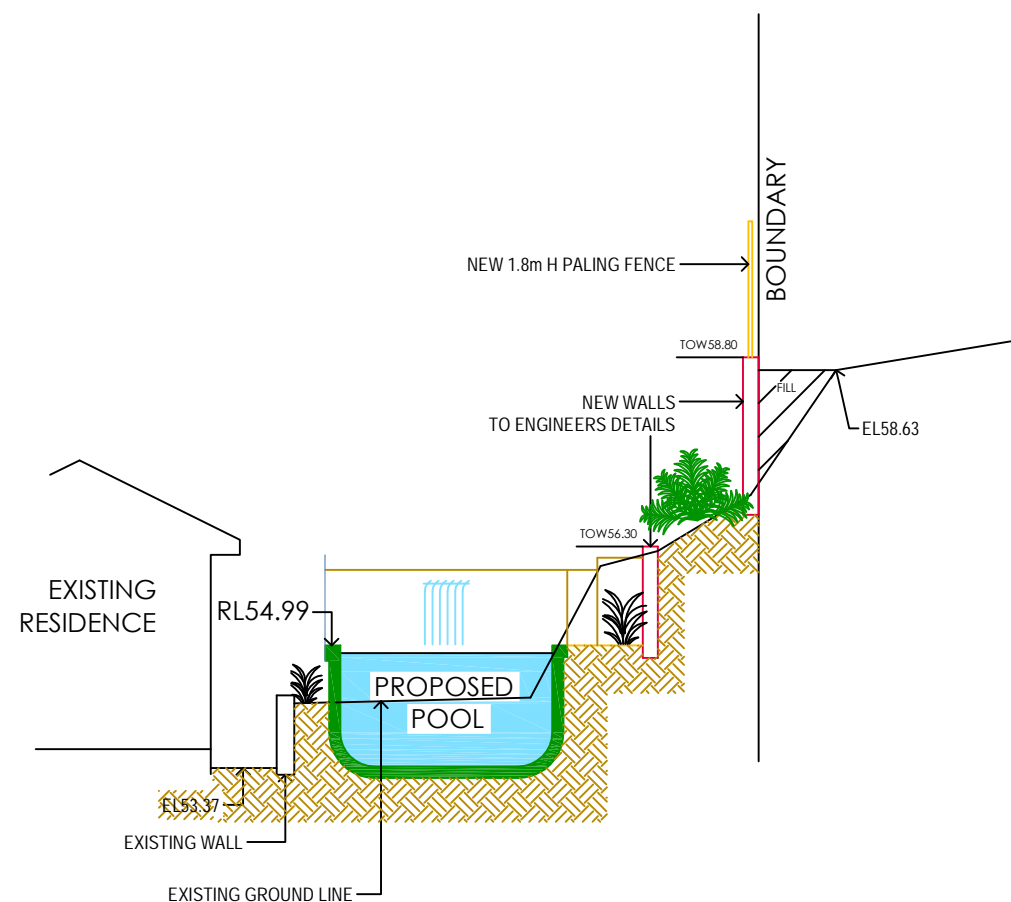 BOUNDARY
NEW 1.8m H PALING FENCE
TOW58.80
FILL
NEW WALLS
TO ENGINEERS DETAILS
EL58.63
TOW56.30
EXISTING
RESIDENCE
RL54.99
PROPOSED
POOL
EL53.37
EXISTING WALL
EXISTING GROUND LINE